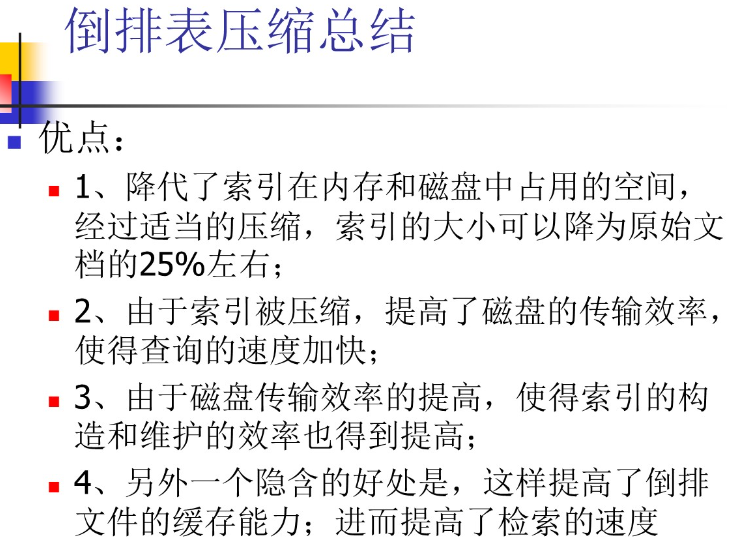 倒排表压缩总结
优点：
1、降代了索引在内存和磁盘中占用的空间，
经过适当的压缩，索引的大小可以降为原始文
档的25%左右；
2、由于索引被压缩，提高了磁盘的传输效率，
使得查询的速度加快；
3、由于磁盘传输效率的提高，使得索引的构
造和维护的效率也得到提高；
4、另外一个隐含的好处是，这样提高了倒排
文件的缓存能力；进而提高了检索的速度